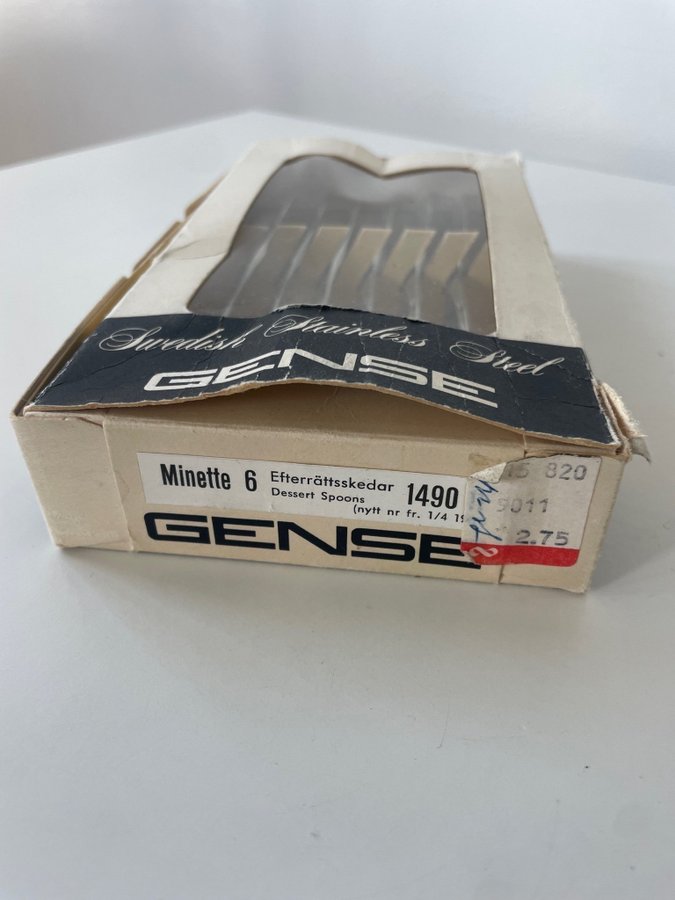 Swedish Stainless Steel
GENSE
Minette 6 Efterrättsskedar 1490
Dessert Spoons
(nytt nr fr. 1/4 19
GENSE
15 820
9011
2.75